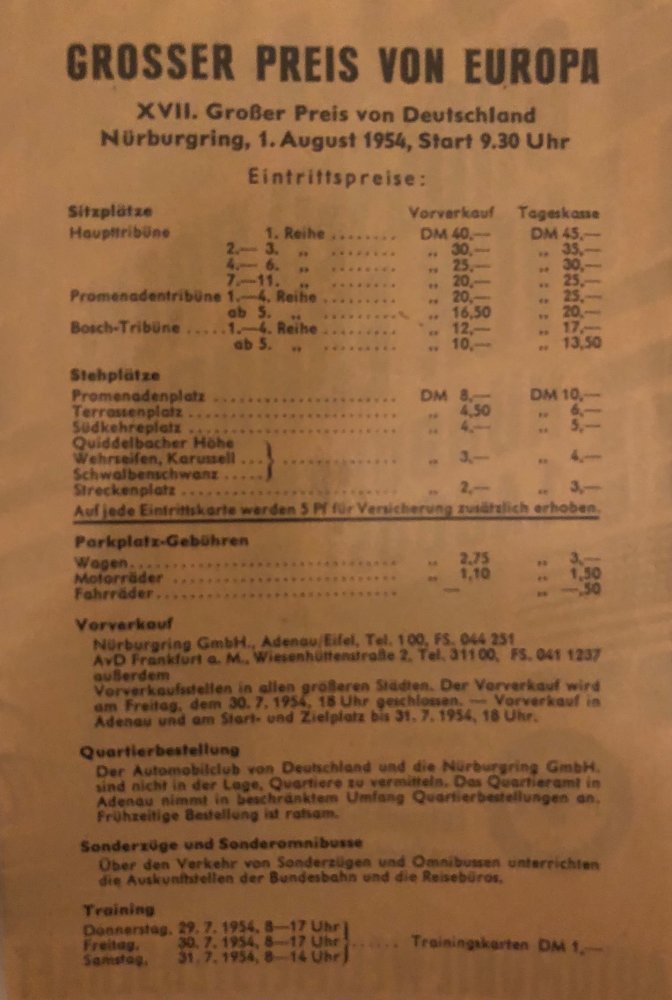 GROSSER PREIS VON EUROPA
XVII. Großer Preis von Deutschland
Nürburgring, 1. August 1954, Start 9.30 Uhr
Eintrittspreise:
Sitzplätze Vorverkauf Tageskasse
Haupttribüne 1. Reihe ........ DM 40,— DM 45,—
2.— 3. „ ........ „ 30,— „ 35,—
4.— 6. „ ........ „ 25,— „ 30,—
7.—11. „ ........ „ 20,— „ 25,—
Promenadentribüne 1.—4. Reihe ......... „ 20,— „ 25,—
ab 5. „ ......... „ 16,50 „ 20,—
Bosch-Tribüne .....1.—4. Reihe ......... „ 12,— „ 17,—
ab 5. „ ......... „ 10,— „ 13,50
Stehplätze
Promenadenplatz ...................... DM 8,— DM 10,—
Terrassenplatz ......................... „ 4,50 „ 6,—
Südkehreplatz ......................... „ 4,— „ 5,—
Quiddelbacher Höhe
Wehrseifen, Karussell ... } .............. „ 3,— „ 4,—
Schwalbenschwanz .....
Streckenplatz .......................... „ 2,— „ 3,—
Auf jede Eintrittskarte werden 5 Pf für Versicherung zusätzlich erhoben.
Parkplatz-Gebühren
Wagen................................ „ 2,75 „ 3,—
Motorräder ........................... „ 1,10 „ 1,50
Fahrräder............................. — „ —,50
Vorverkauf
Nürburgring GmbH., Adenau/Eifel, Tel. 100, FS. 044 251
AvD Frankfurt a. M., Wiesenhüttenstraße 2, Tel. 31100, FS. 041 1237
außerdem
Vorverkaufsstellen in allen größeren Städten. Der Vorverkauf wird
am Freitag, dem 30. 7. 1954, 18 Uhr geschlossen. — Vorverkauf in
Adenau und am Start- und Zielplatz bis 31. 7. 1954, 18 Uhr.
Quartierbestellung
Der Automobilclub von Deutschland und die Nürburgring GmbH.
sind nicht in der Lage, Quartiere zu vermitteln. Das Quartieramt in
Adenau nimmt in beschränktem Umfang Quartierbestellungen an.
Frühzeitige Bestellung ist ratsam.
Sonderzüge und Sonderomnibusse
Über den Verkehr von Sonderzügen und Omnibussen unterrichten
die Auskunftstellen der Bundesbahn und die Reisebüros.
Training
Donnerstag, 29. 7. 1954, 8—17 Uhr
Freitag, 30. 7. 1954, 8—17 Uhr } ...... Trainingskarten DM 1,—
Samstag, 31. 7. 1954, 8—14 Uhr